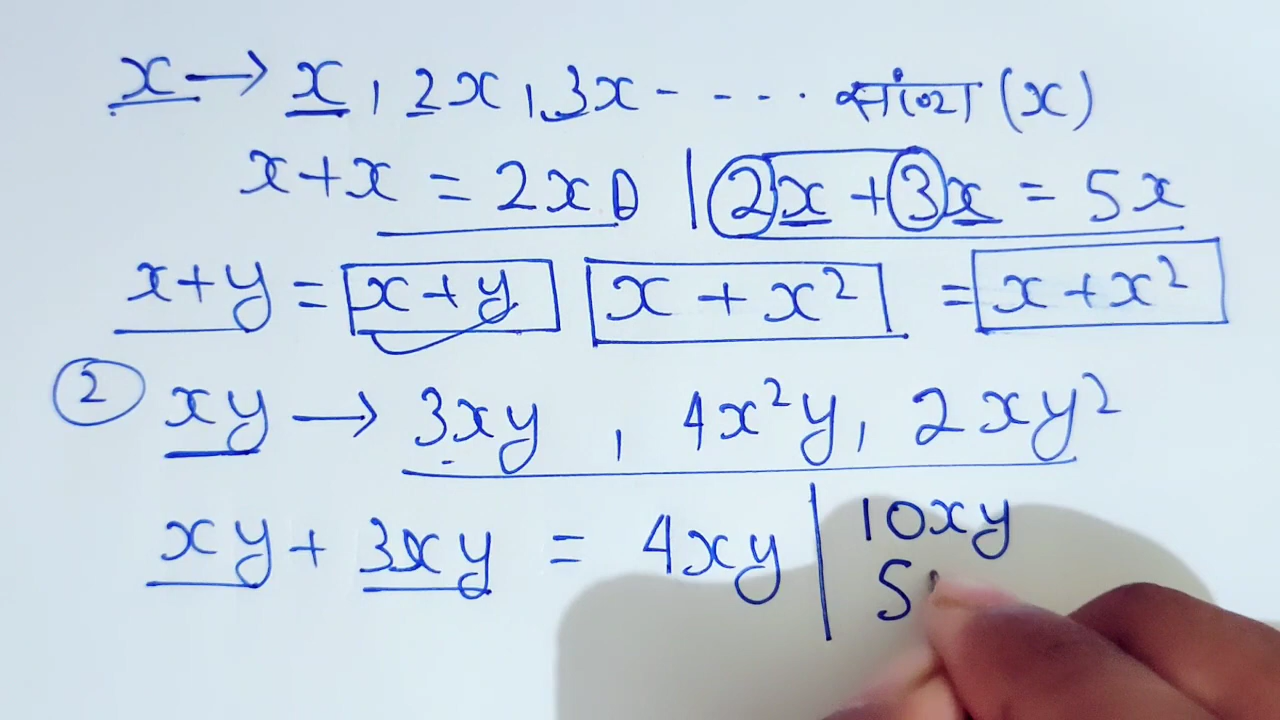 x → x, 2x, 3x - - - - . संख्या (x)
x + x = 2x | 2x + 3x = 5x
x + y = x + y x + x² = x + x²
2 xy → 3xy , 4x²y, 2xy²
xy + 3xy = 4xy | 10xy
5